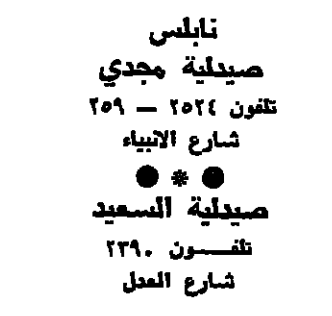 نابلس
صيدلية مجدي
تلفون ٢٥٢٤ — ٢٥٩
شارع الانبياء
● * ●
صيدلية السعيد
تلفـــون ٢٣٩٠
شارع العدل